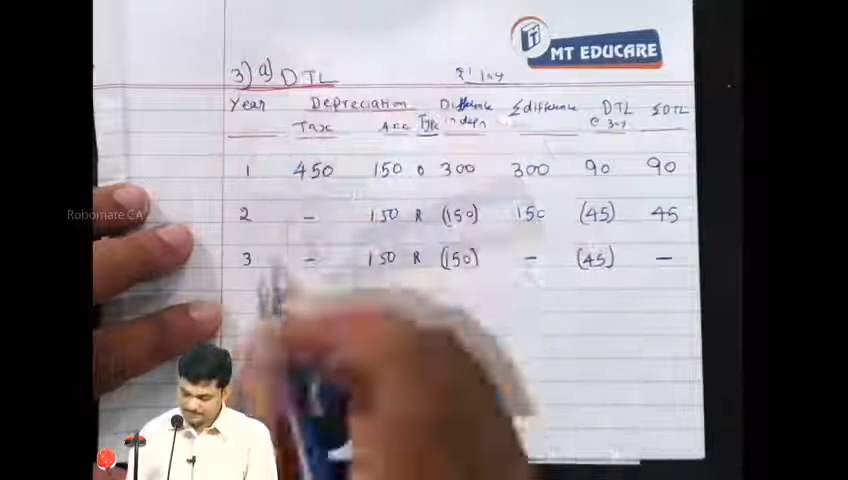 MT EDUCARE
3) a) DTL
Year Depreciation Difference Σdifference DTL ΣDTL
Tax Acc Type in depn @ 30%
1 450 150 O 300 300 90 90
2 - 150 R (150) 150 (45) 45
3 - 150 R (150) - (45) -
Robomate CA